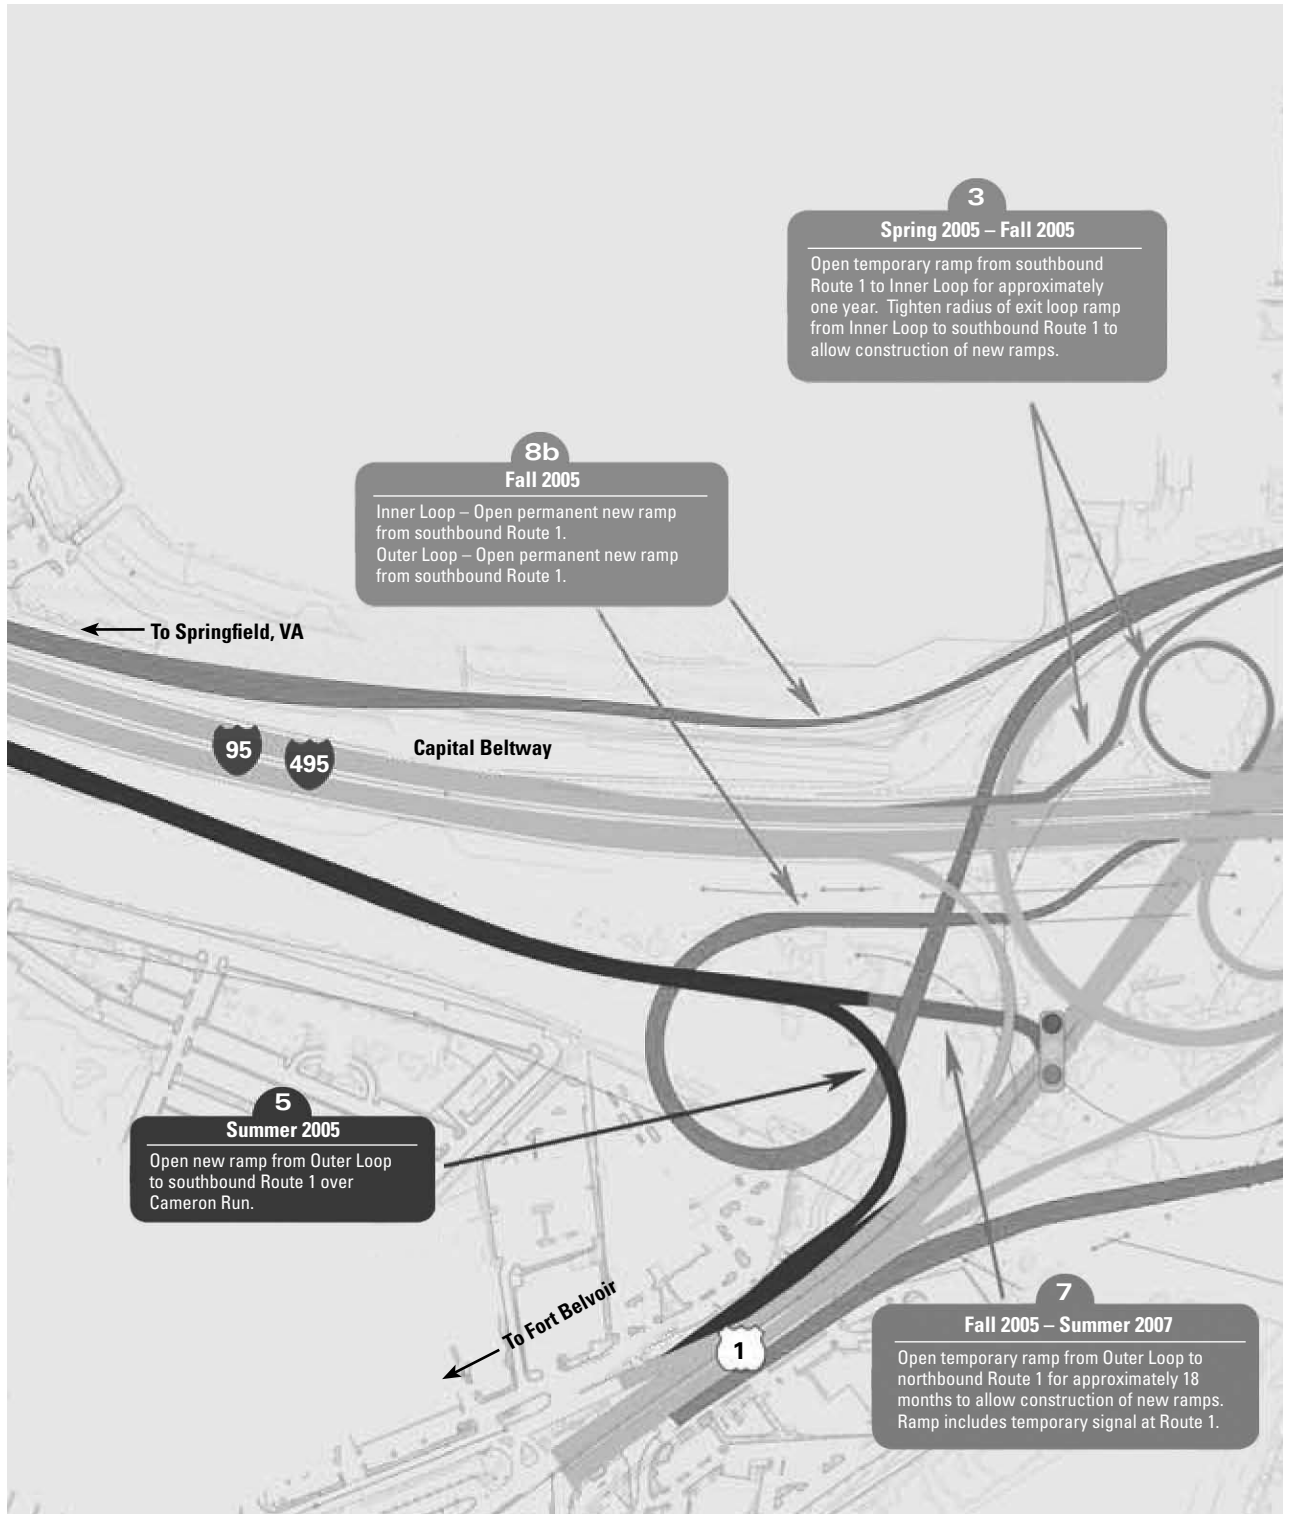 3
Spring 2005 – Fall 2005
Open temporary ramp from southbound
Route 1 to Inner Loop for approximately
one year.  Tighten radius of exit loop ramp
from Inner Loop to southbound Route 1 to
allow construction of new ramps.
8b
Fall 2005
Inner Loop – Open permanent new ramp
from southbound Route 1.
Outer Loop – Open permanent new ramp
from southbound Route 1.
To Springfield, VA
95
495
Capital Beltway
5
Summer 2005
Open new ramp from Outer Loop
to southbound Route 1 over
Cameron Run.
To Fort Belvoir
1
7
Fall 2005 – Summer 2007
Open temporary ramp from Outer Loop to
northbound Route 1 for approximately 18
months to allow construction of new ramps.
Ramp includes temporary signal at Route 1.